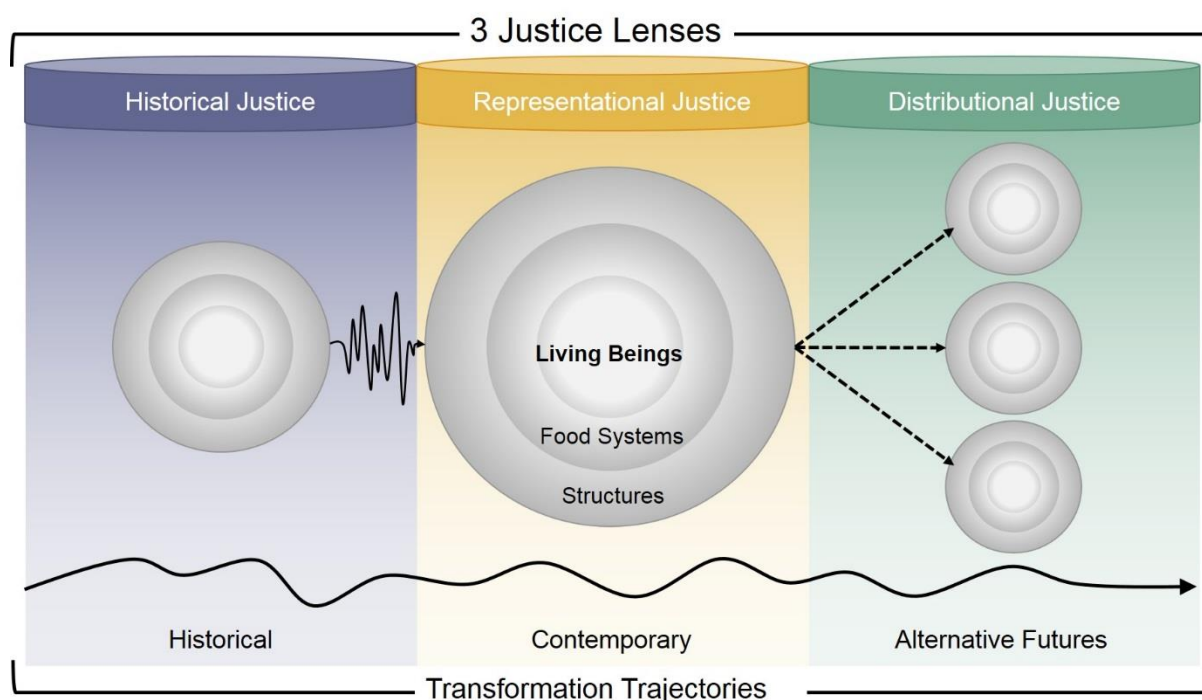 3 Justice Lenses
Historical Justice
Representational Justice
Distributional Justice
Living Beings
Food Systems
Structures
Historical
Contemporary
Alternative Futures
Transformation Trajectories